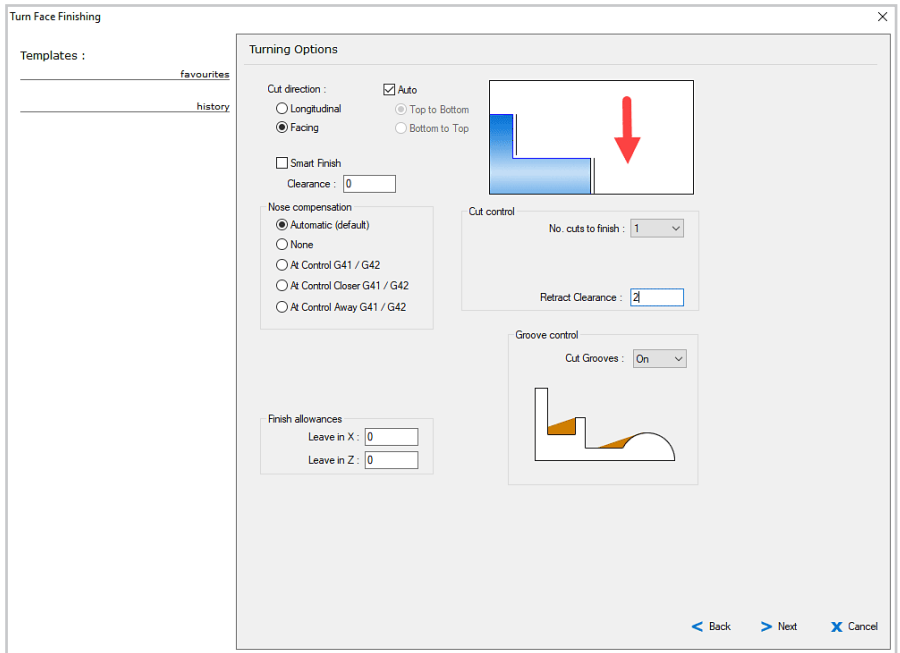 Turn Face Finishing
Templates :
favourites
history
Turning Options
Cut direction :
Auto
Longitudinal
Top to Bottom
Facing
Bottom to Top
Smart Finish
Clearance : 0
Nose compensation
Automatic (default)
None
At Control G41 / G42
At Control Closer G41 / G42
At Control Away G41 / G42
Cut control
No. cuts to finish : 1
Retract Clearance : 2
Groove control
Cut Grooves : On
Finish allowances
Leave in X : 0
Leave in Z : 0
< Back > Next X Cancel